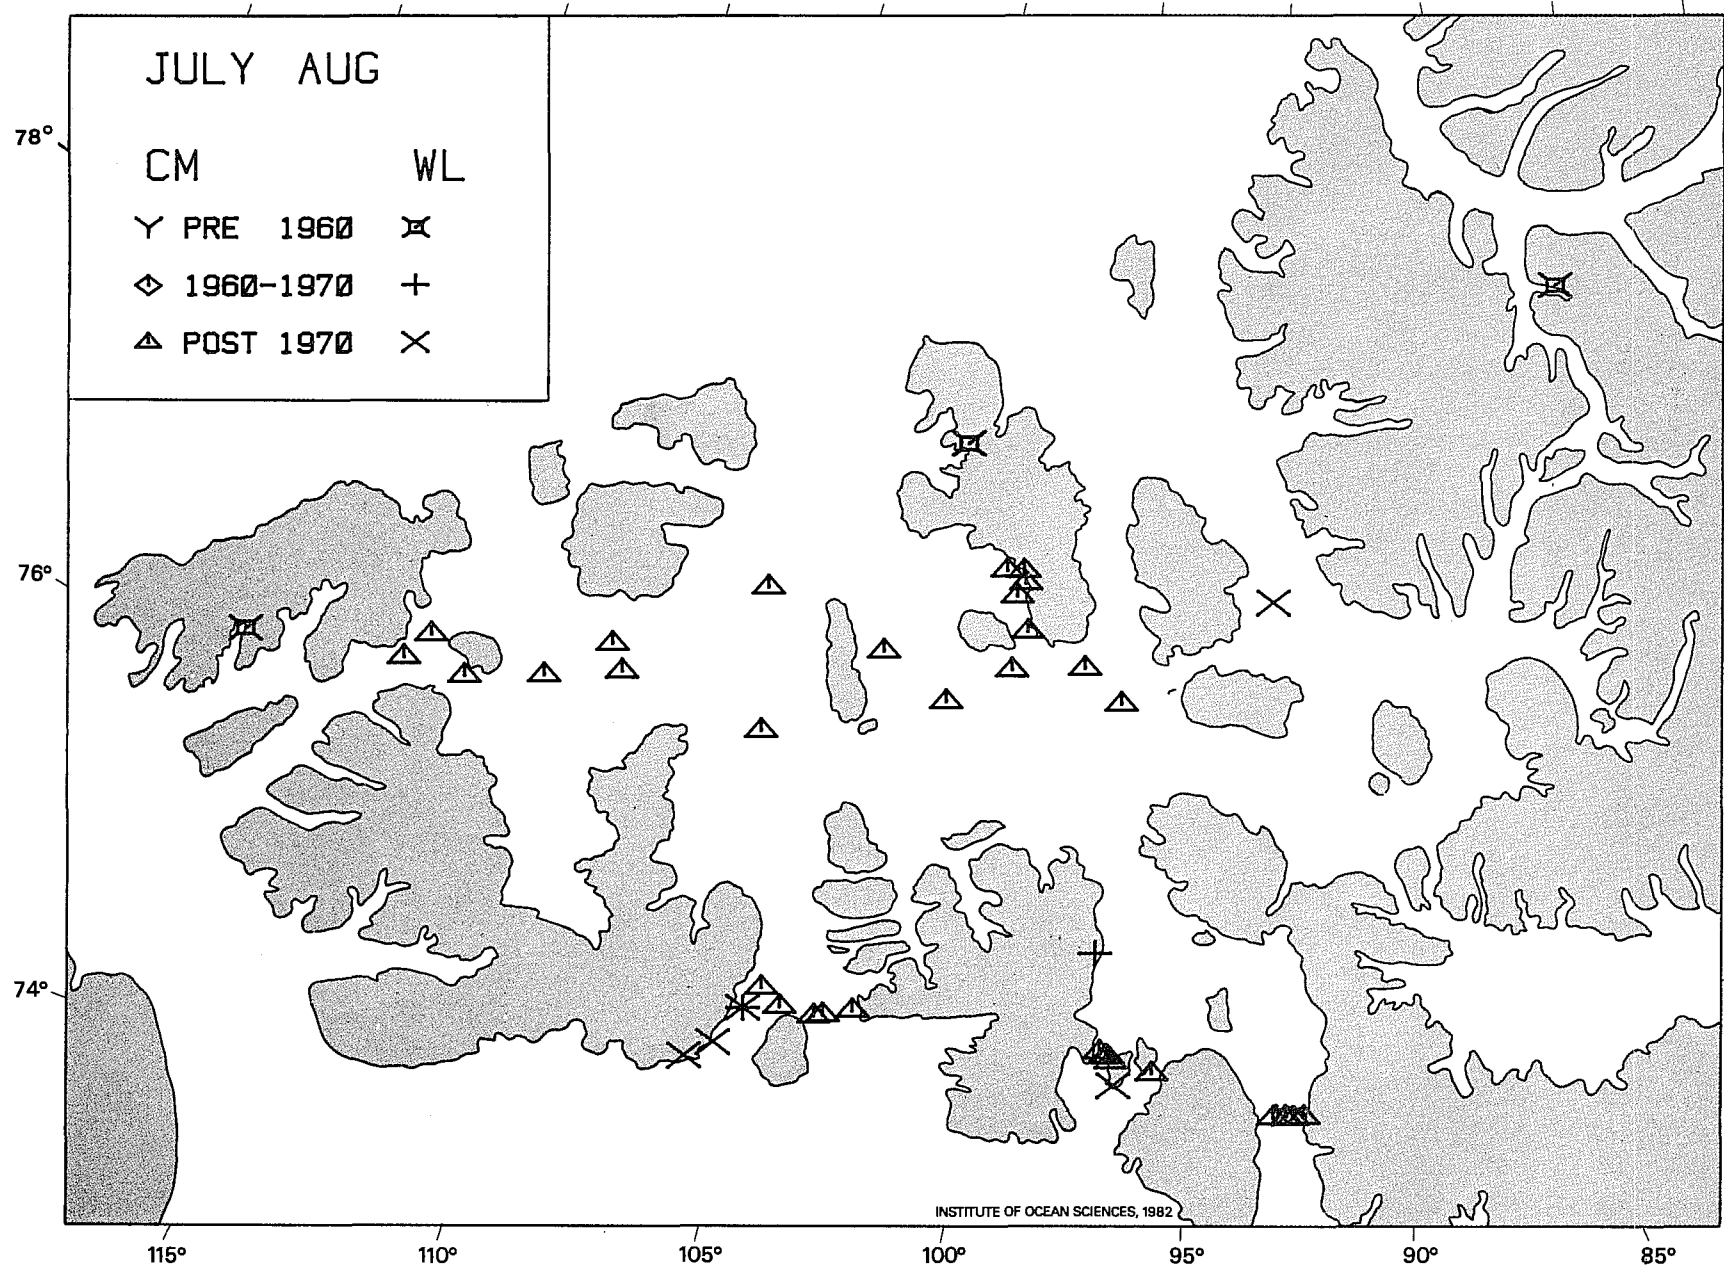 JULY AUG
CM WL
PRE 1960
1960-1970
POST 1970
78°
76°
74°
INSTITUTE OF OCEAN SCIENCES, 1982
115° 110° 105° 100° 95° 90° 85°